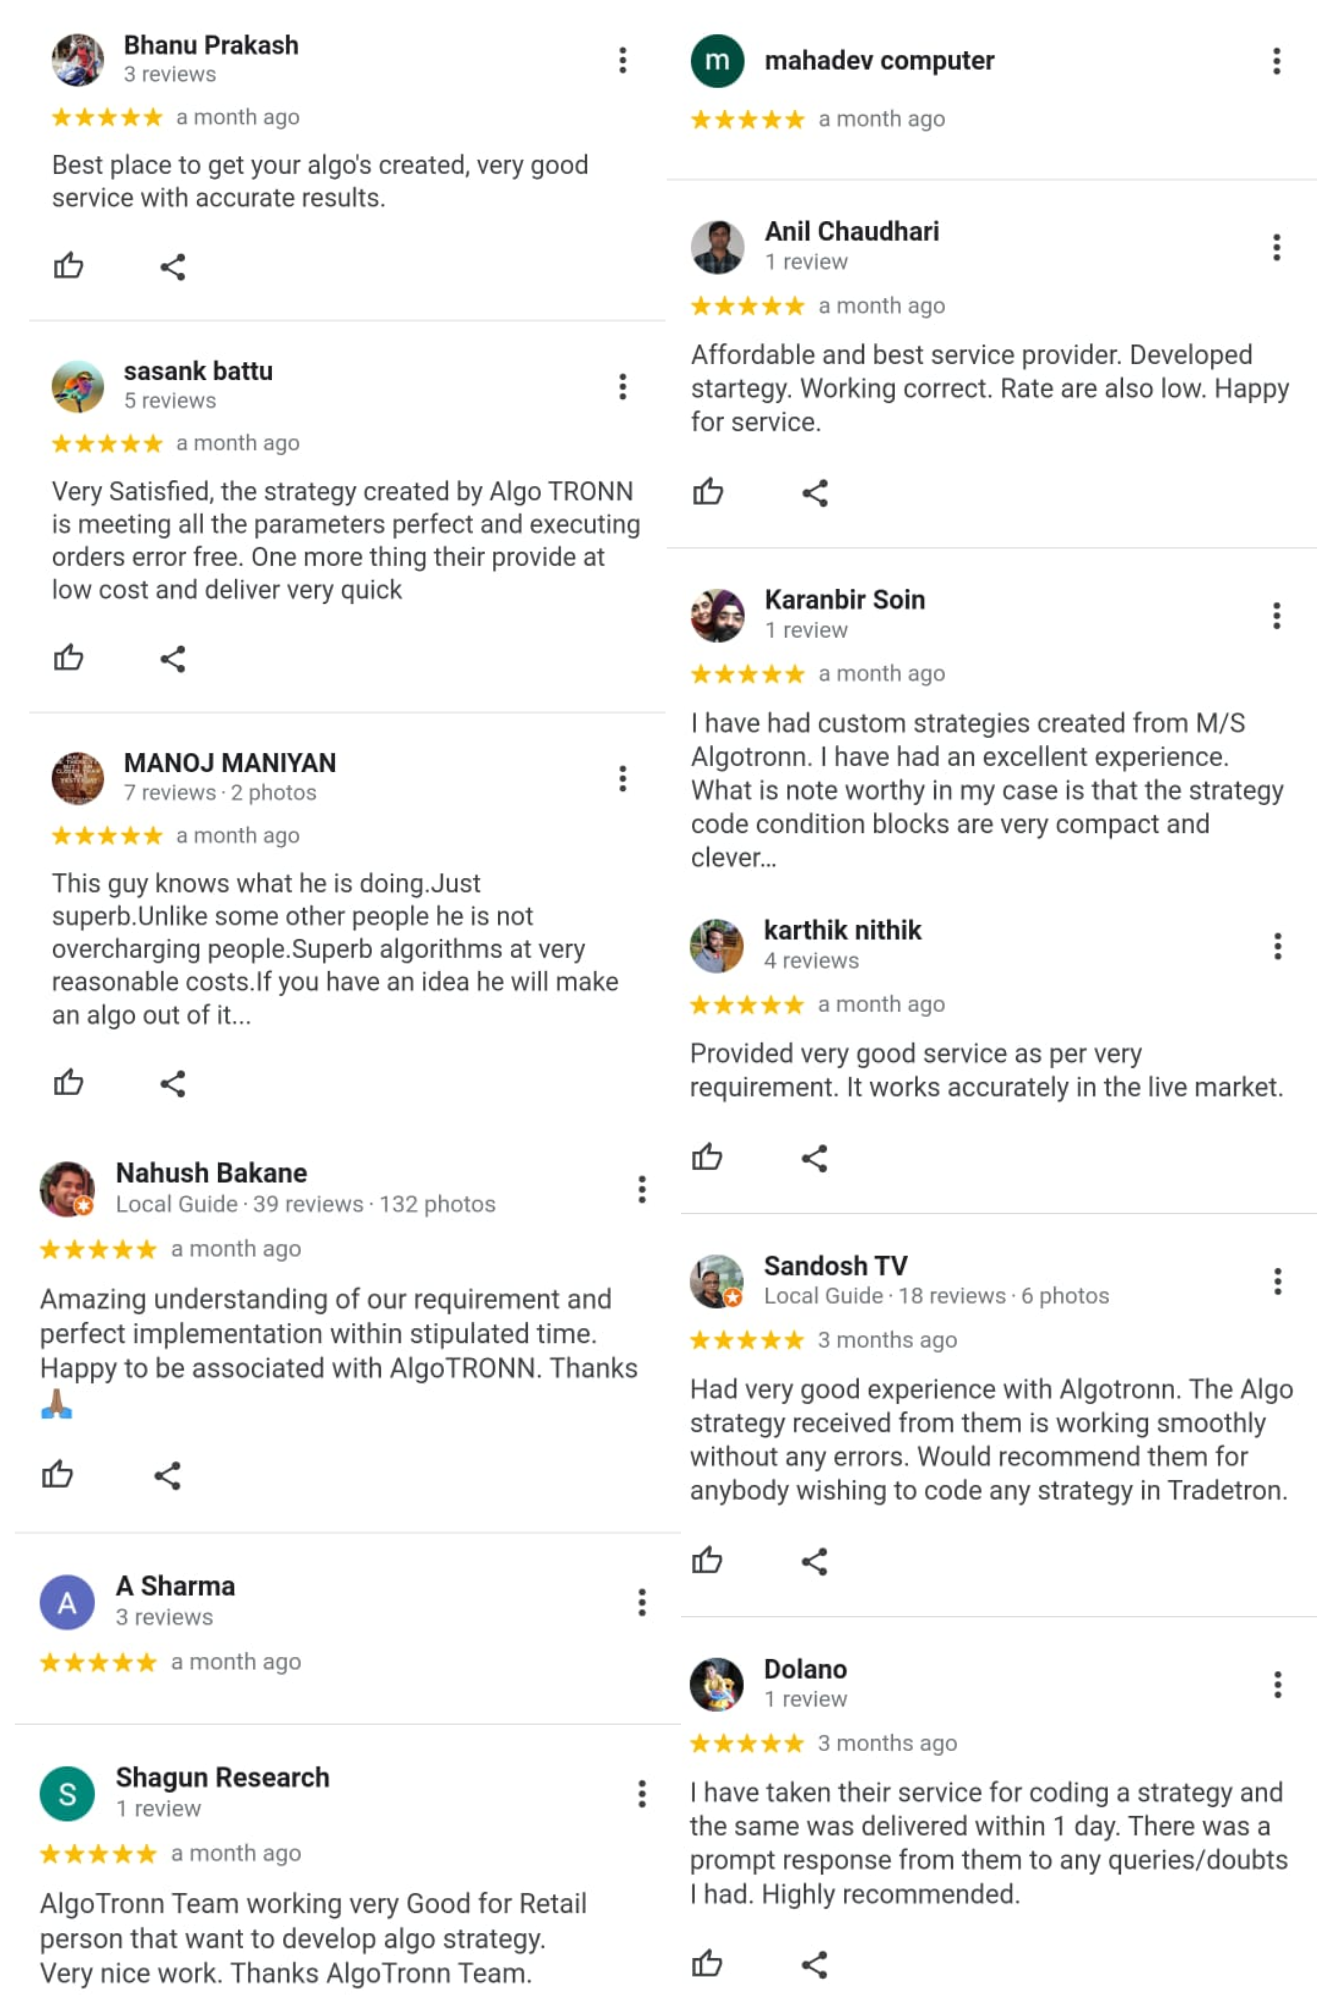 Bhanu Prakash
3 reviews
a month ago
Best place to get your algo's created, very good
service with accurate results.
sasank battu
5 reviews
a month ago
Very Satisfied, the strategy created by Algo TRONN
is meeting all the parameters perfect and executing
orders error free. One more thing their provide at
low cost and deliver very quick
MANOJ MANIYAN
7 reviews · 2 photos
a month ago
This guy knows what he is doing.Just
superb.Unlike some other people he is not
overcharging people.Superb algorithms at very
reasonable costs.If you have an idea he will make
an algo out of it...
Nahush Bakane
Local Guide · 39 reviews · 132 photos
a month ago
Amazing understanding of our requirement and
perfect implementation within stipulated time.
Happy to be associated with AlgoTRONN. Thanks
🙏🏾
A
A Sharma
3 reviews
a month ago
S
Shagun Research
1 review
a month ago
AlgoTronn Team working very Good for Retail
person that want to develop algo strategy.
Very nice work. Thanks AlgoTronn Team.
m
mahadev computer
a month ago
Anil Chaudhari
1 review
a month ago
Affordable and best service provider. Developed
startegy. Working correct. Rate are also low. Happy
for service.
Karanbir Soin
1 review
a month ago
I have had custom strategies created from M/S
Algotronn. I have had an excellent experience.
What is note worthy in my case is that the strategy
code condition blocks are very compact and
clever...
karthik nithik
4 reviews
a month ago
Provided very good service as per very
requirement. It works accurately in the live market.
Sandosh TV
Local Guide · 18 reviews · 6 photos
3 months ago
Had very good experience with Algotronn. The Algo
strategy received from them is working smoothly
without any errors. Would recommend them for
anybody wishing to code any strategy in Tradetron.
Dolano
1 review
3 months ago
I have taken their service for coding a strategy and
the same was delivered within 1 day. There was a
prompt response from them to any queries/doubts
I had. Highly recommended.